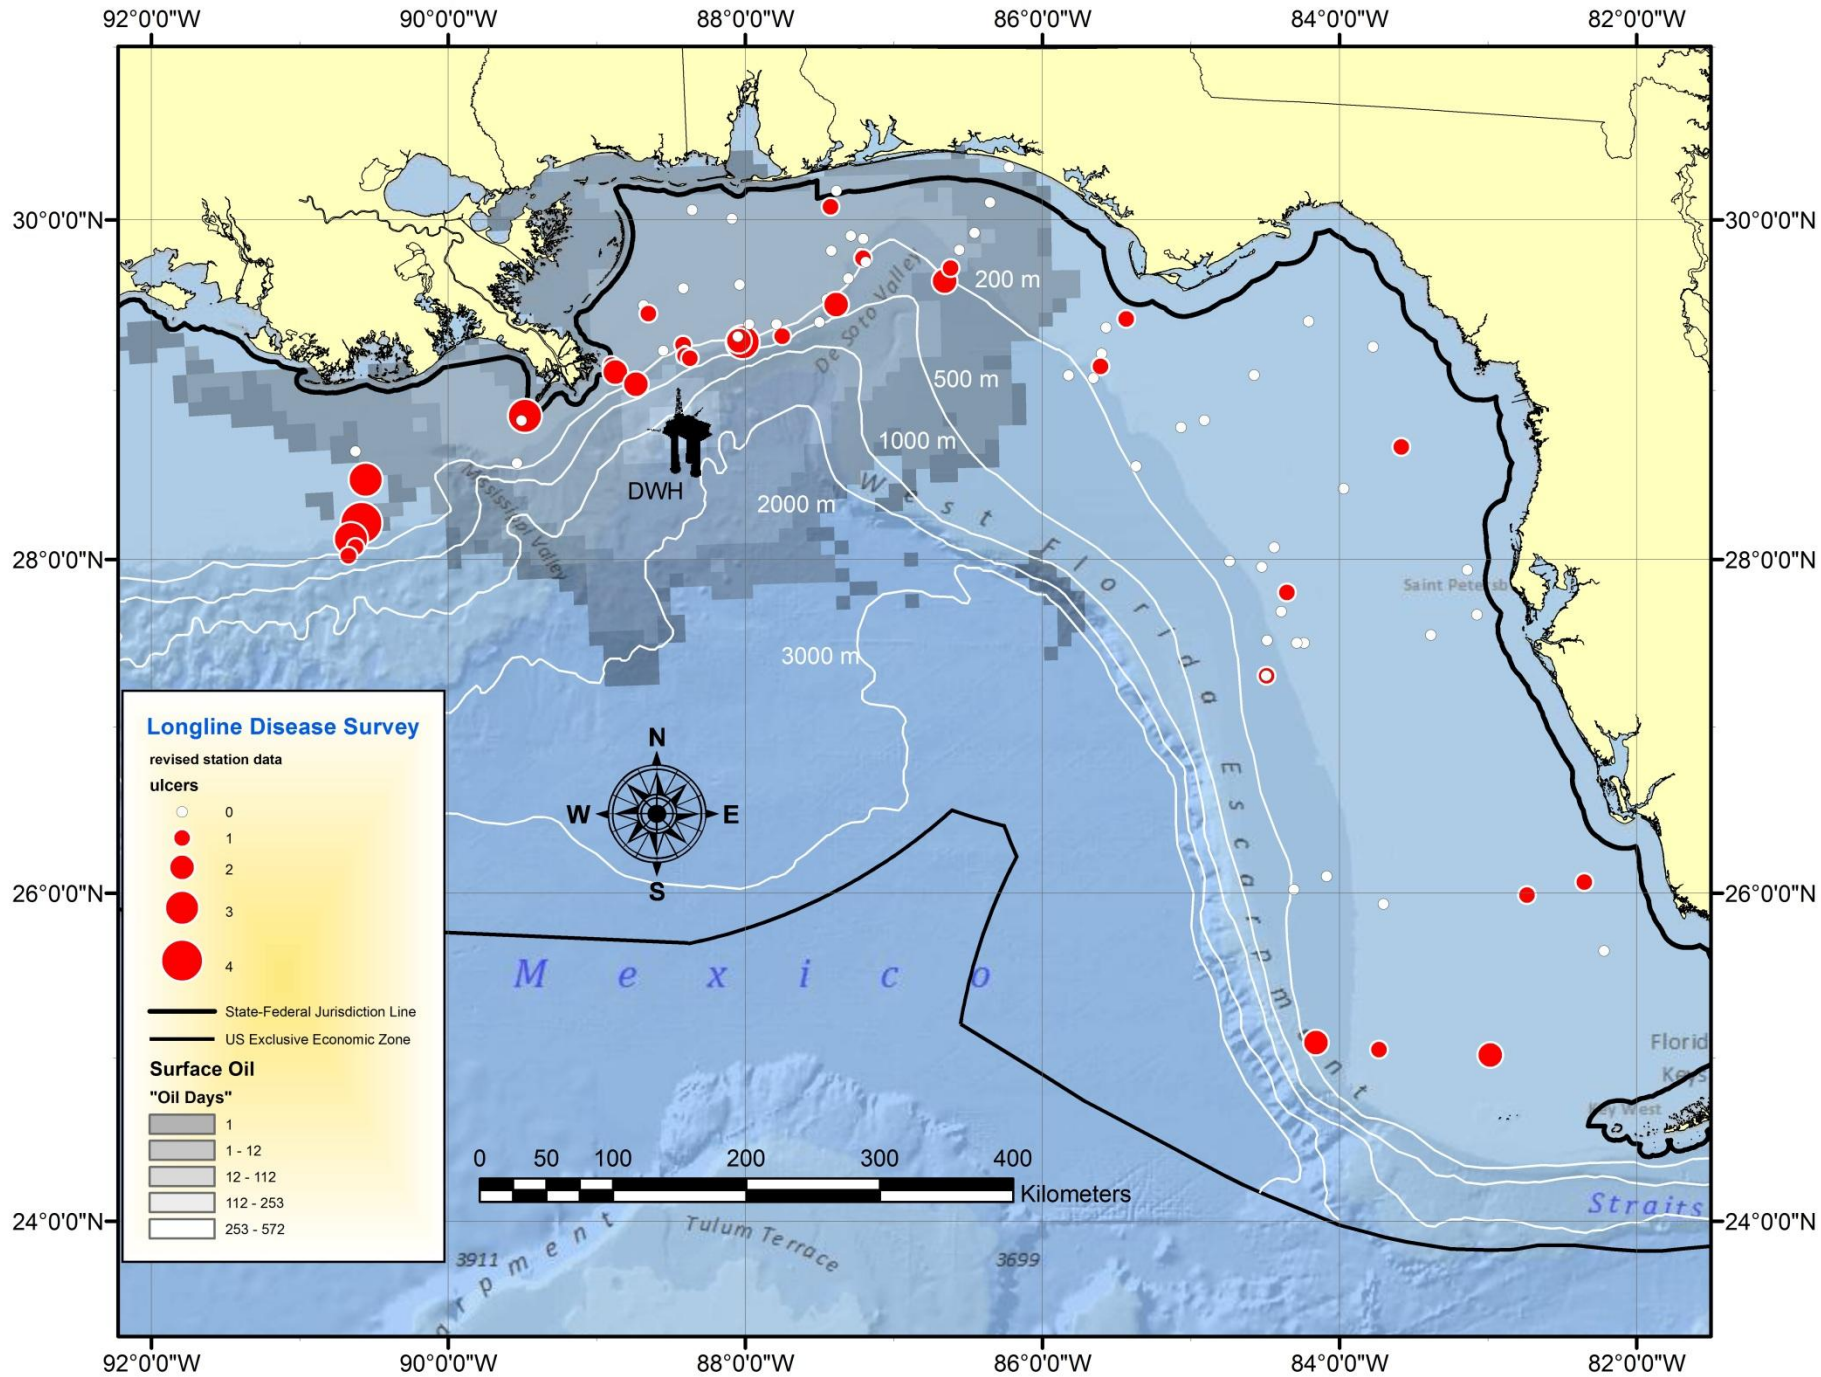 92°0'0"W 90°0'0"W 88°0'0"W 86°0'0"W 84°0'0"W 82°0'0"W
30°0'0"N 30°0'0"N
De Soto Valley
200 m
500 m
1000 m
DWH
2000 m
Mississippi Valley
West Florida Escarpment
28°0'0"N 28°0'0"N
Saint Petersb
3000 m
Longline Disease Survey
revised station data
ulcers
0
1
2
3
4
State-Federal Jurisdiction Line
US Exclusive Economic Zone
Surface Oil
"Oil Days"
1
1 - 12
12 - 112
112 - 253
253 - 572
N
W E
S
26°0'0"N 26°0'0"N
Mexico
Florid
Keys
Key West
0 50 100 200 300 400
Kilometers
Straits
24°0'0"N 24°0'0"N
Tulum Terrace
3911
3699
arpment
92°0'0"W 90°0'0"W 88°0'0"W 86°0'0"W 84°0'0"W 82°0'0"W